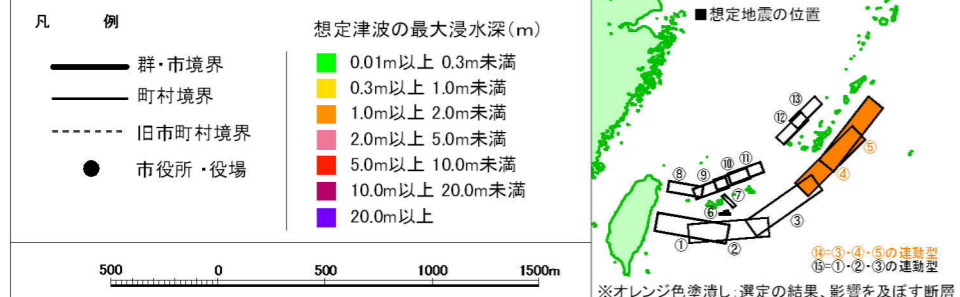 凡 例
群・市境界
町村境界
旧市町村境界
市役所・役場
想定津波の最大浸水深(m)
0.01m以上 0.3m未満
0.3m以上 1.0m未満
1.0m以上 2.0m未満
2.0m以上 5.0m未満
5.0m以上 10.0m未満
10.0m以上 20.0m未満
20.0m以上
500 0 500 1000 1500m
■想定地震の位置
⑬
⑫
⑤
④
⑧ ⑨ ⑩ ⑪
⑦
⑥
③
① ②
⑭=③・④・⑤の連動型
⑮=①・②・③の連動型
※オレンジ色塗潰し:選定の結果、影響を及ぼす断層